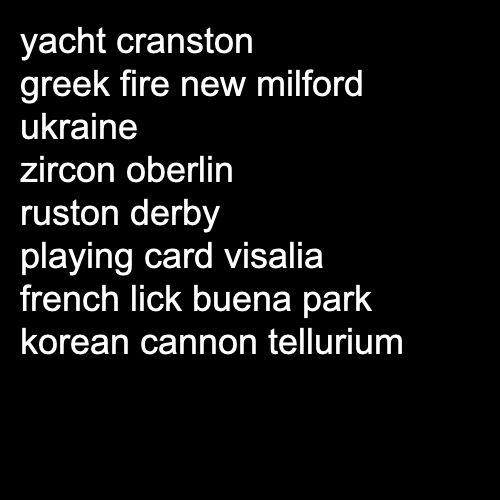 yacht cranston
greek fire new milford
ukraine
zircon oberlin
ruston derby
playing card visalia
french lick buena park
korean cannon tellurium